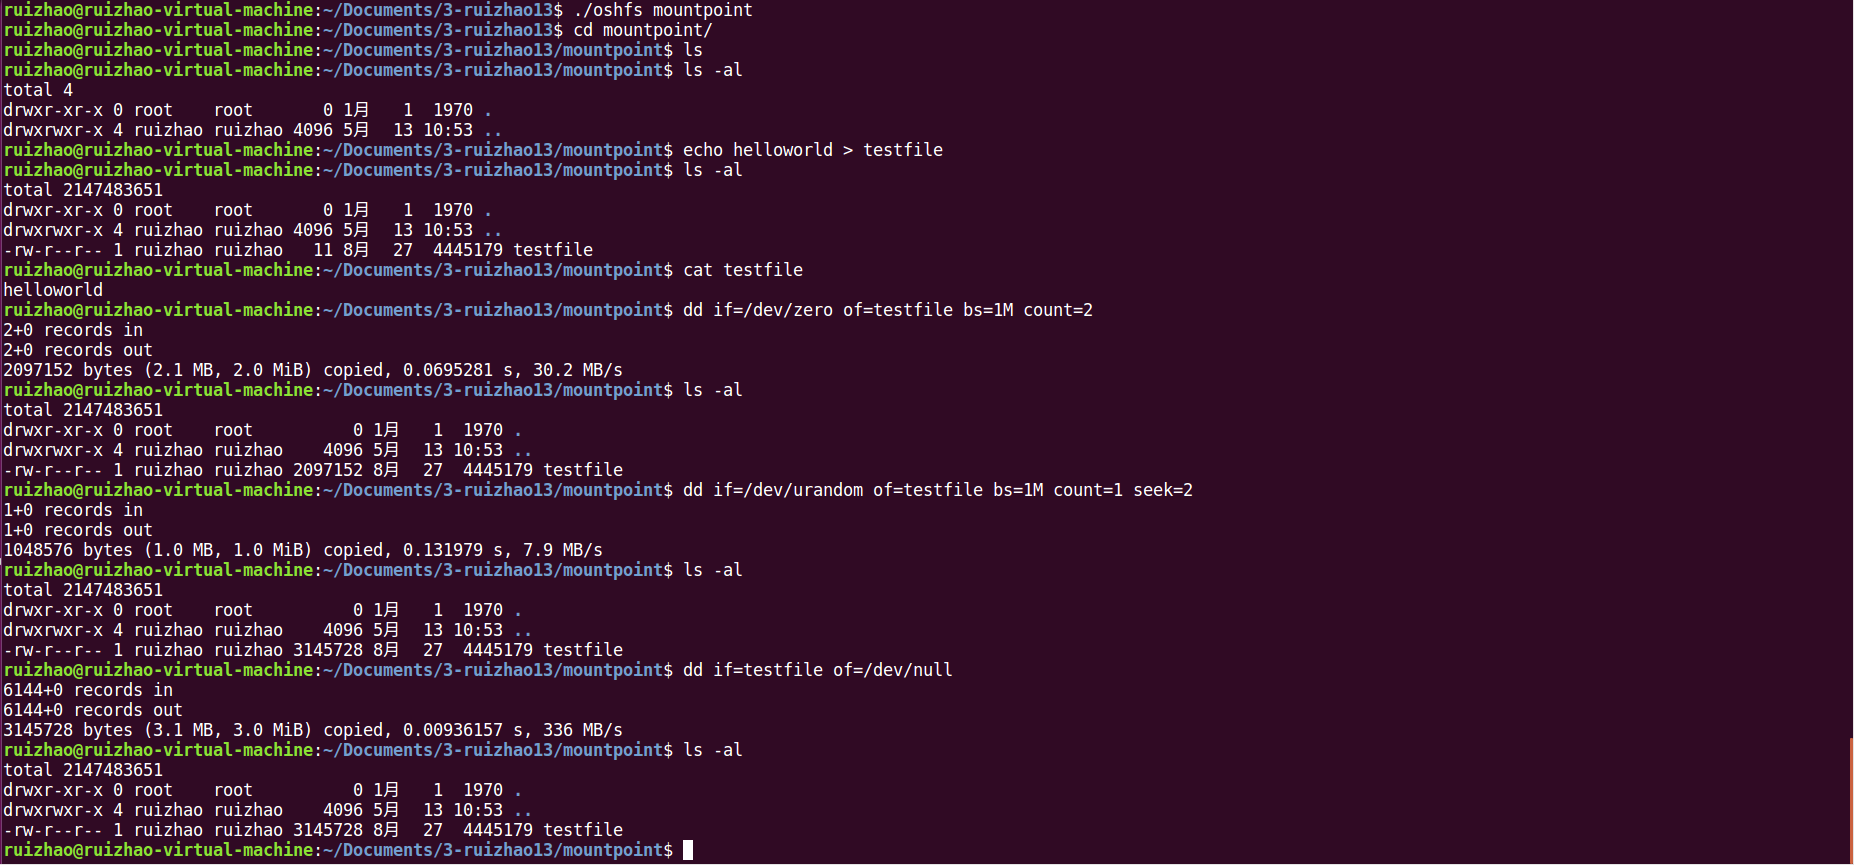 ruizhao@ruizhao-virtual-machine:~/Documents/3-ruizhao13$ ./oshfs mountpoint
ruizhao@ruizhao-virtual-machine:~/Documents/3-ruizhao13$ cd mountpoint/
ruizhao@ruizhao-virtual-machine:~/Documents/3-ruizhao13/mountpoint$ ls
ruizhao@ruizhao-virtual-machine:~/Documents/3-ruizhao13/mountpoint$ ls -al
total 4
drwxr-xr-x 0 root    root       0 1月   1  1970 .
drwxrwxr-x 4 ruizhao ruizhao 4096 5月  13 10:53 ..
ruizhao@ruizhao-virtual-machine:~/Documents/3-ruizhao13/mountpoint$ echo helloworld > testfile
ruizhao@ruizhao-virtual-machine:~/Documents/3-ruizhao13/mountpoint$ ls -al
total 2147483651
drwxr-xr-x 0 root    root       0 1月   1  1970 .
drwxrwxr-x 4 ruizhao ruizhao 4096 5月  13 10:53 ..
-rw-r--r-- 1 ruizhao ruizhao   11 8月  27  4445179 testfile
ruizhao@ruizhao-virtual-machine:~/Documents/3-ruizhao13/mountpoint$ cat testfile
helloworld
ruizhao@ruizhao-virtual-machine:~/Documents/3-ruizhao13/mountpoint$ dd if=/dev/zero of=testfile bs=1M count=2
2+0 records in
2+0 records out
2097152 bytes (2.1 MB, 2.0 MiB) copied, 0.0695281 s, 30.2 MB/s
ruizhao@ruizhao-virtual-machine:~/Documents/3-ruizhao13/mountpoint$ ls -al
total 2147483651
drwxr-xr-x 0 root    root          0 1月   1  1970 .
drwxrwxr-x 4 ruizhao ruizhao    4096 5月  13 10:53 ..
-rw-r--r-- 1 ruizhao ruizhao 2097152 8月  27  4445179 testfile
ruizhao@ruizhao-virtual-machine:~/Documents/3-ruizhao13/mountpoint$ dd if=/dev/urandom of=testfile bs=1M count=1 seek=2
1+0 records in
1+0 records out
1048576 bytes (1.0 MB, 1.0 MiB) copied, 0.131979 s, 7.9 MB/s
ruizhao@ruizhao-virtual-machine:~/Documents/3-ruizhao13/mountpoint$ ls -al
total 2147483651
drwxr-xr-x 0 root    root          0 1月   1  1970 .
drwxrwxr-x 4 ruizhao ruizhao    4096 5月  13 10:53 ..
-rw-r--r-- 1 ruizhao ruizhao 3145728 8月  27  4445179 testfile
ruizhao@ruizhao-virtual-machine:~/Documents/3-ruizhao13/mountpoint$ dd if=testfile of=/dev/null
6144+0 records in
6144+0 records out
3145728 bytes (3.1 MB, 3.0 MiB) copied, 0.00936157 s, 336 MB/s
ruizhao@ruizhao-virtual-machine:~/Documents/3-ruizhao13/mountpoint$ ls -al
total 2147483651
drwxr-xr-x 0 root    root          0 1月   1  1970 .
drwxrwxr-x 4 ruizhao ruizhao    4096 5月  13 10:53 ..
-rw-r--r-- 1 ruizhao ruizhao 3145728 8月  27  4445179 testfile
ruizhao@ruizhao-virtual-machine:~/Documents/3-ruizhao13/mountpoint$